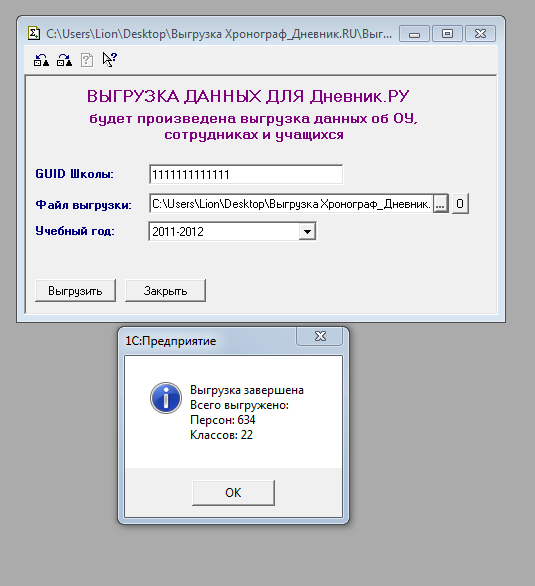 C:\Users\Lion\Desktop\Выгрузка Хронограф_Дневник.RU\Выг...
ВЫГРУЗКА ДАННЫХ ДЛЯ Дневник.РУ
будет произведена выгрузка данных об ОУ,
сотрудниках и учащихся
GUID Школы: 1111111111111
Файл выгрузки: C:\Users\Lion\Desktop\Выгрузка Хронограф_Дневник. ... О
Учебный год: 2011-2012
Выгрузить Закрыть
1С:Предприятие
Выгрузка завершена
Всего выгружено:
Персон: 634
Классов: 22
OK